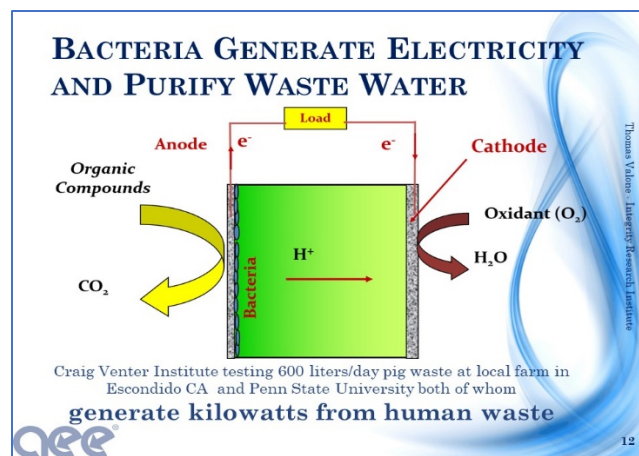 BACTERIA GENERATE ELECTRICITY
AND PURIFY WASTE WATER
Load
Anode
e-
e-
Cathode
Organic
Compounds
Oxidant (O₂)
H⁺
H₂O
CO₂
Bacteria
Craig Venter Institute testing 600 liters/day pig waste at local farm in
Escondido CA and Penn State University both of whom
generate kilowatts from human waste
Thomas Valone - Integrity Research Institute
aee®
12